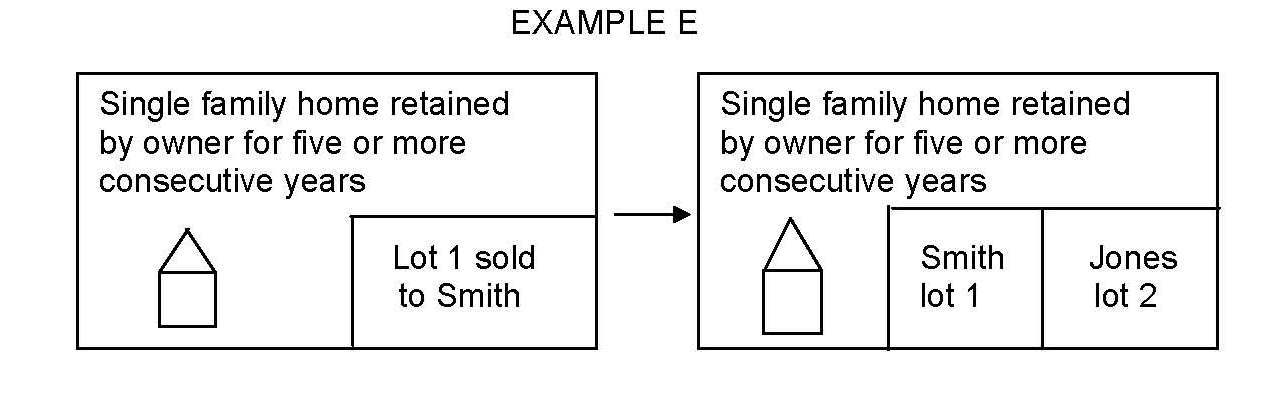 EXAMPLE E
Single family home retained
by owner for five or more
consecutive years
Lot 1 sold
to Smith
Single family home retained
by owner for five or more
consecutive years
Smith
lot 1
Jones
lot 2